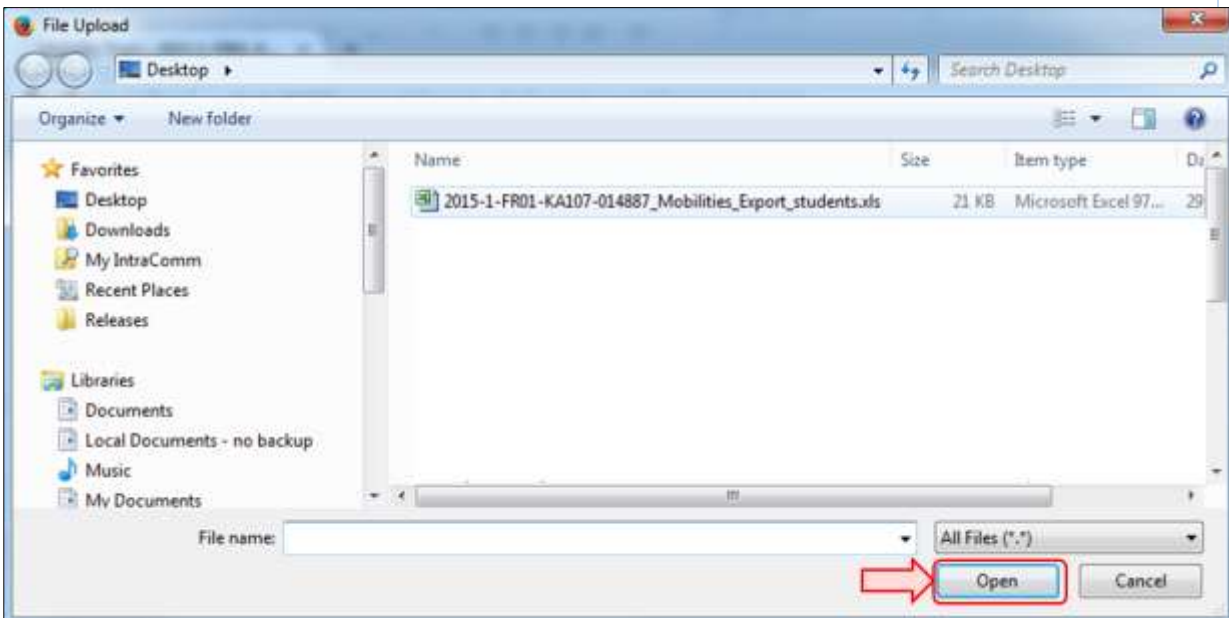 File Upload
Desktop
Search Desktop
Organize
New folder
Favorites
Desktop
Downloads
My IntraComm
Recent Places
Releases
Libraries
Documents
Local Documents - no backup
Music
My Documents
Name Size Item type Da
2015-1-FR01-KA107-014887_Mobilities_Export_students.xls 21 KB Microsoft Excel 97... 29
File name:
All Files (*.*)
Open
Cancel